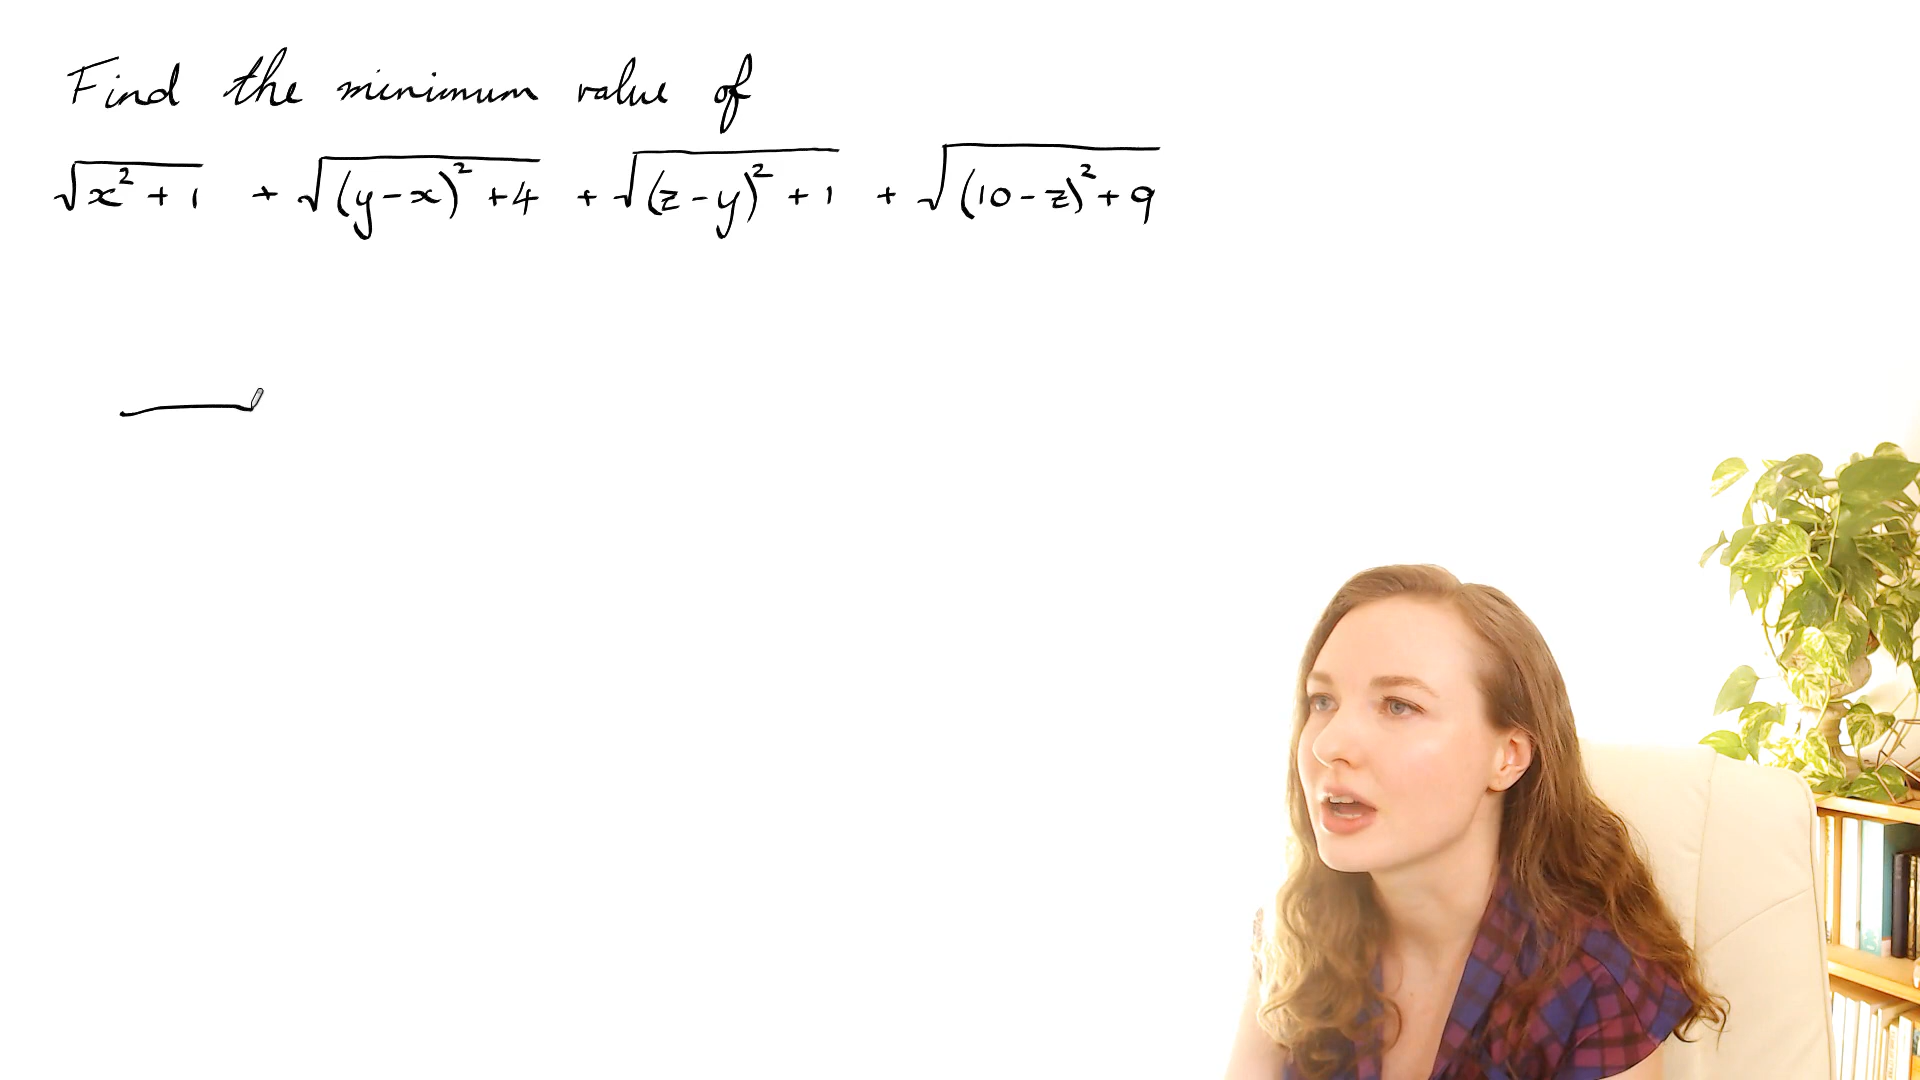 Find the minimum value of
√(x² + 1) + √((y-x)² + 4) + √((z-y)² + 1) + √((10-z)² + 9)